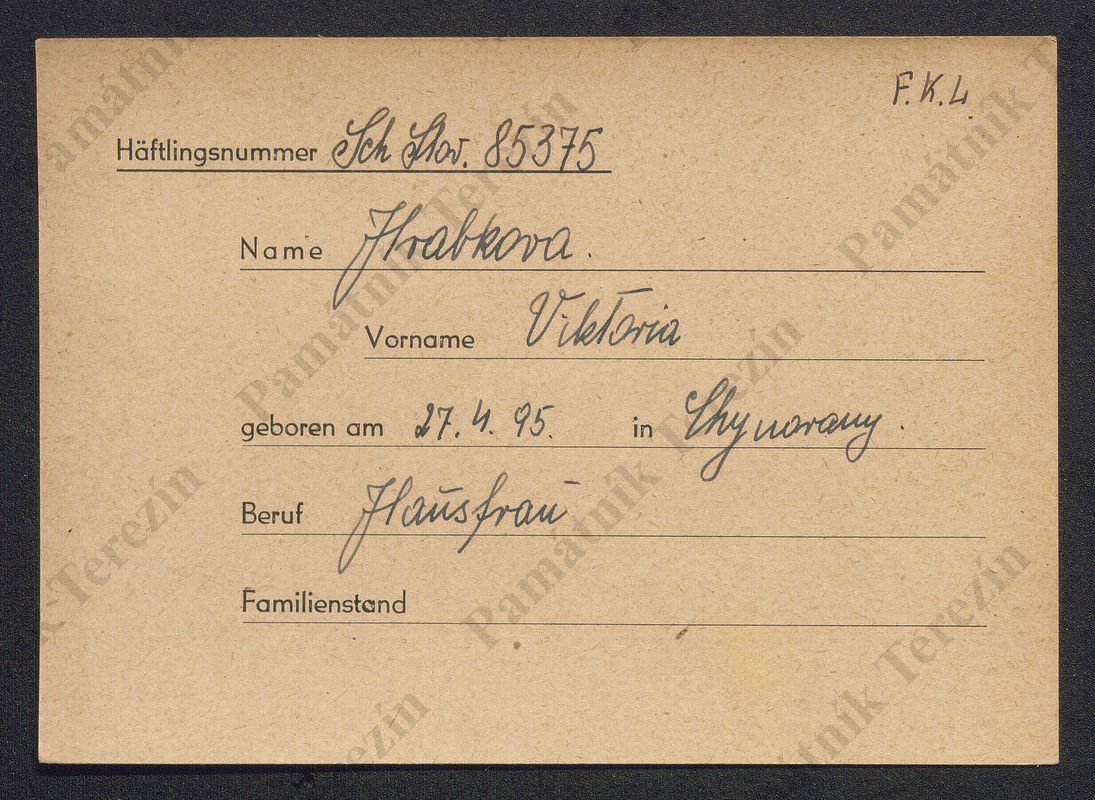 F.K.L
Häftlingsnummer Sch Slov. 85375
Name Hrabkova.
Vorname Viktoria
geboren am 27. 4. 95. in Chynorany.
Beruf Hausfrau
Familienstand
Památník Terezín